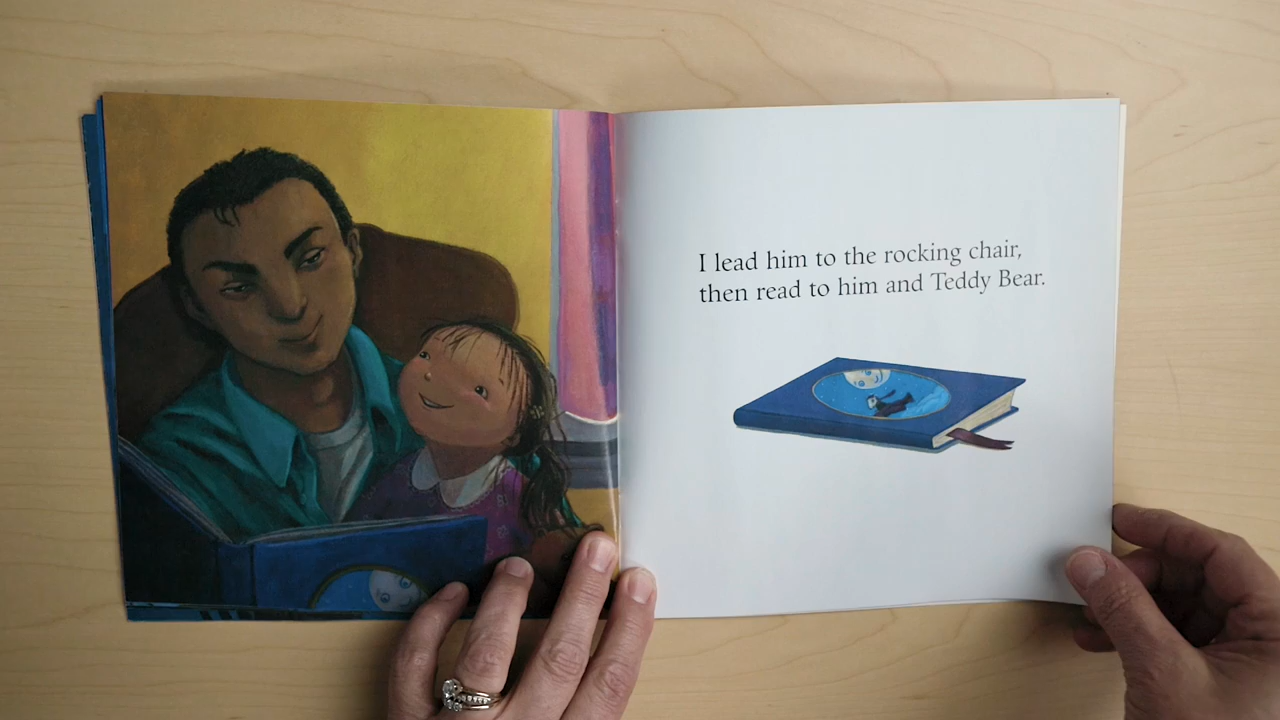 I lead him to the rocking chair,
then read to him and Teddy Bear.